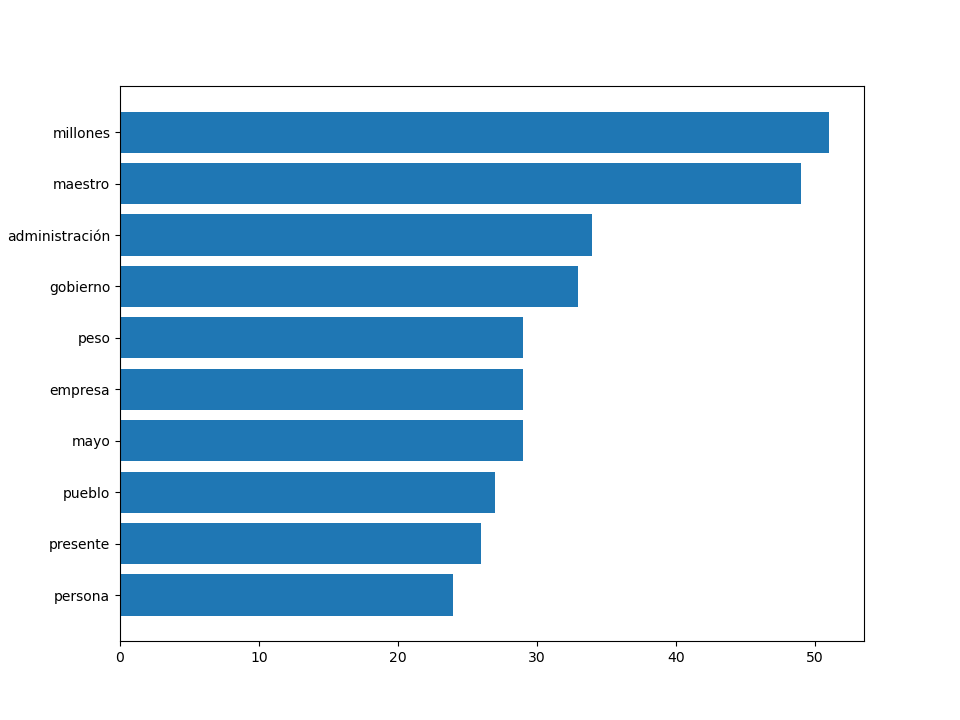 millones
maestro
administración
gobierno
peso
empresa
mayo
pueblo
presente
persona
0 10 20 30 40 50